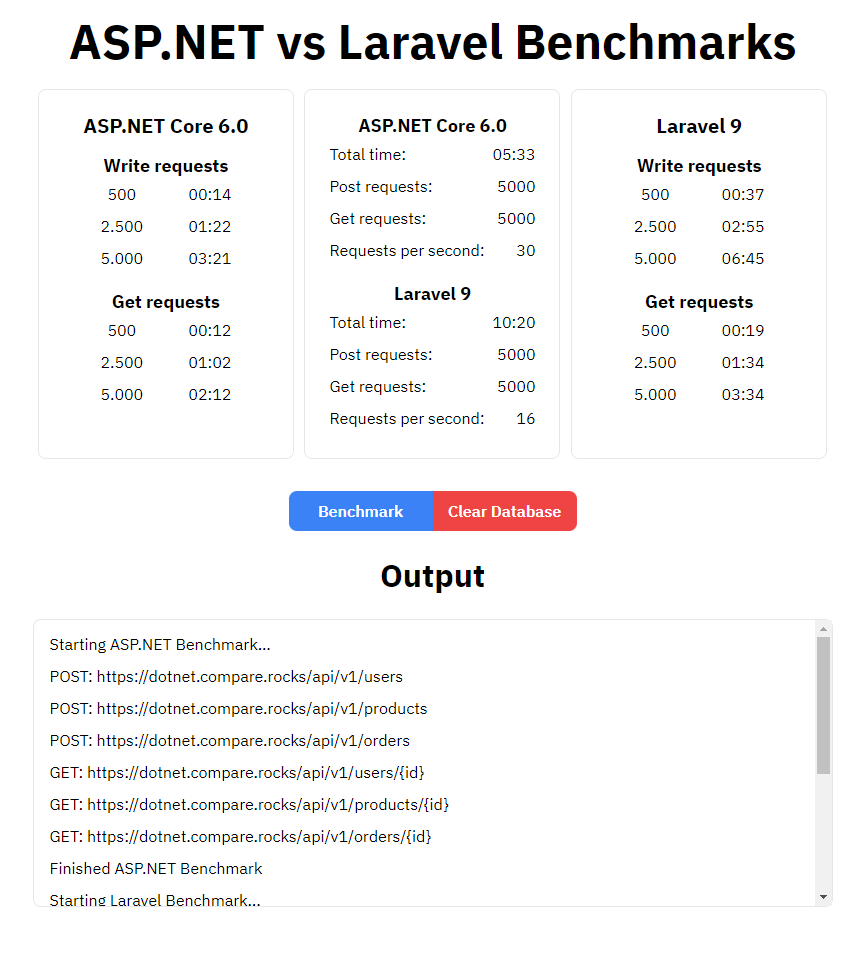 ASP.NET vs Laravel Benchmarks
ASP.NET Core 6.0
Write requests
500 00:14
2.500 01:22
5.000 03:21
Get requests
500 00:12
2.500 01:02
5.000 02:12
ASP.NET Core 6.0
Total time: 05:33
Post requests: 5000
Get requests: 5000
Requests per second: 30
Laravel 9
Total time: 10:20
Post requests: 5000
Get requests: 5000
Requests per second: 16
Laravel 9
Write requests
500 00:37
2.500 02:55
5.000 06:45
Get requests
500 00:19
2.500 01:34
5.000 03:34
Benchmark Clear Database
Output
Starting ASP.NET Benchmark...
POST: https://dotnet.compare.rocks/api/v1/users
POST: https://dotnet.compare.rocks/api/v1/products
POST: https://dotnet.compare.rocks/api/v1/orders
GET: https://dotnet.compare.rocks/api/v1/users/{id}
GET: https://dotnet.compare.rocks/api/v1/products/{id}
GET: https://dotnet.compare.rocks/api/v1/orders/{id}
Finished ASP.NET Benchmark
Starting Laravel Benchmark...